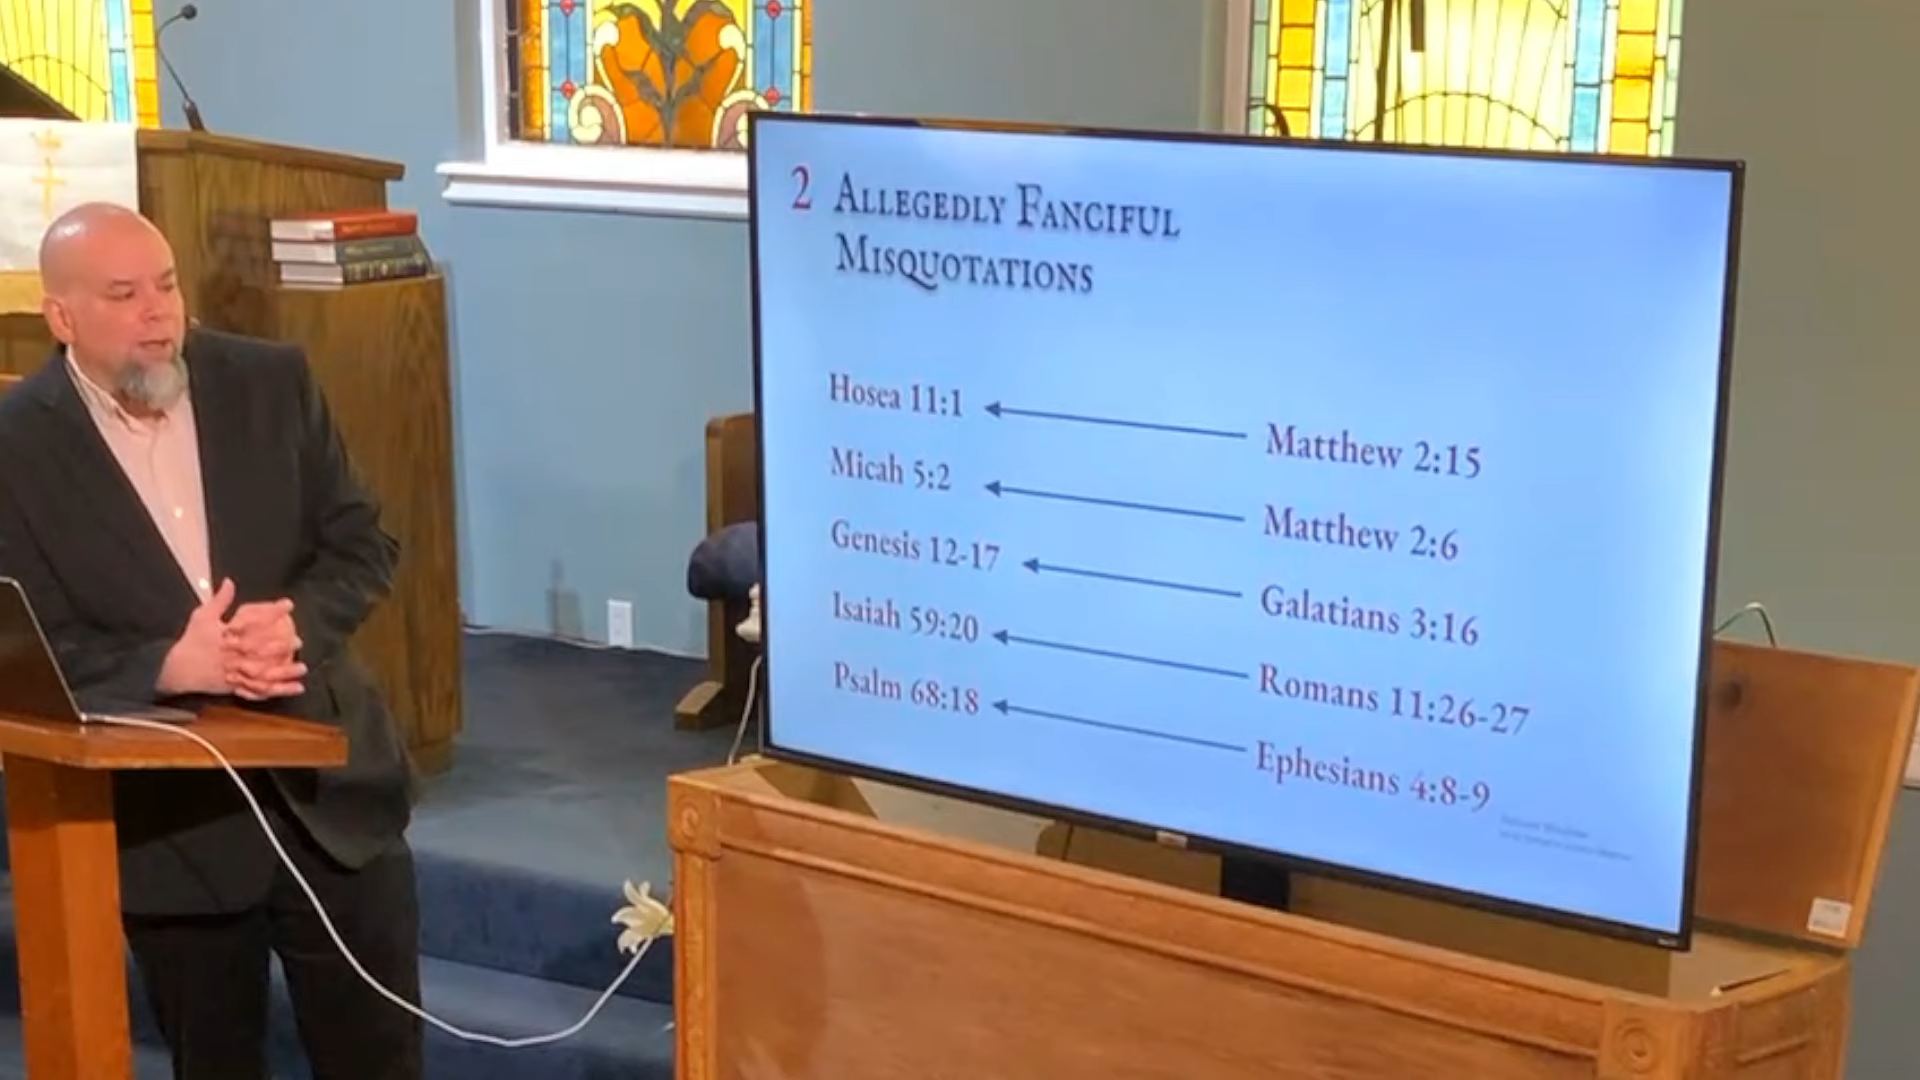 2 Allegedly Fanciful
Misquotations
Hosea 11:1 Matthew 2:15
Micah 5:2 Matthew 2:6
Genesis 12-17 Galatians 3:16
Isaiah 59:20 Romans 11:26-27
Psalm 68:18 Ephesians 4:8-9